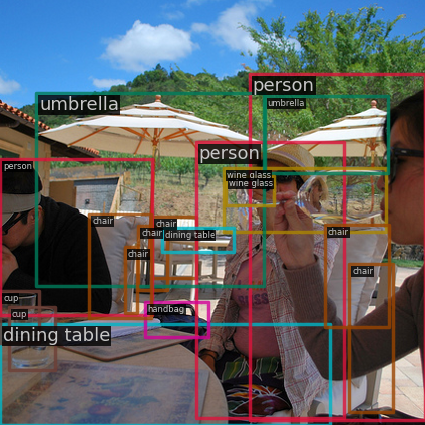 person
umbrella
umbrella
person
person
wine glass
wine glass
chair
chair
chair
dining table
chair
chair
chair
cup
handbag
cup
dining table